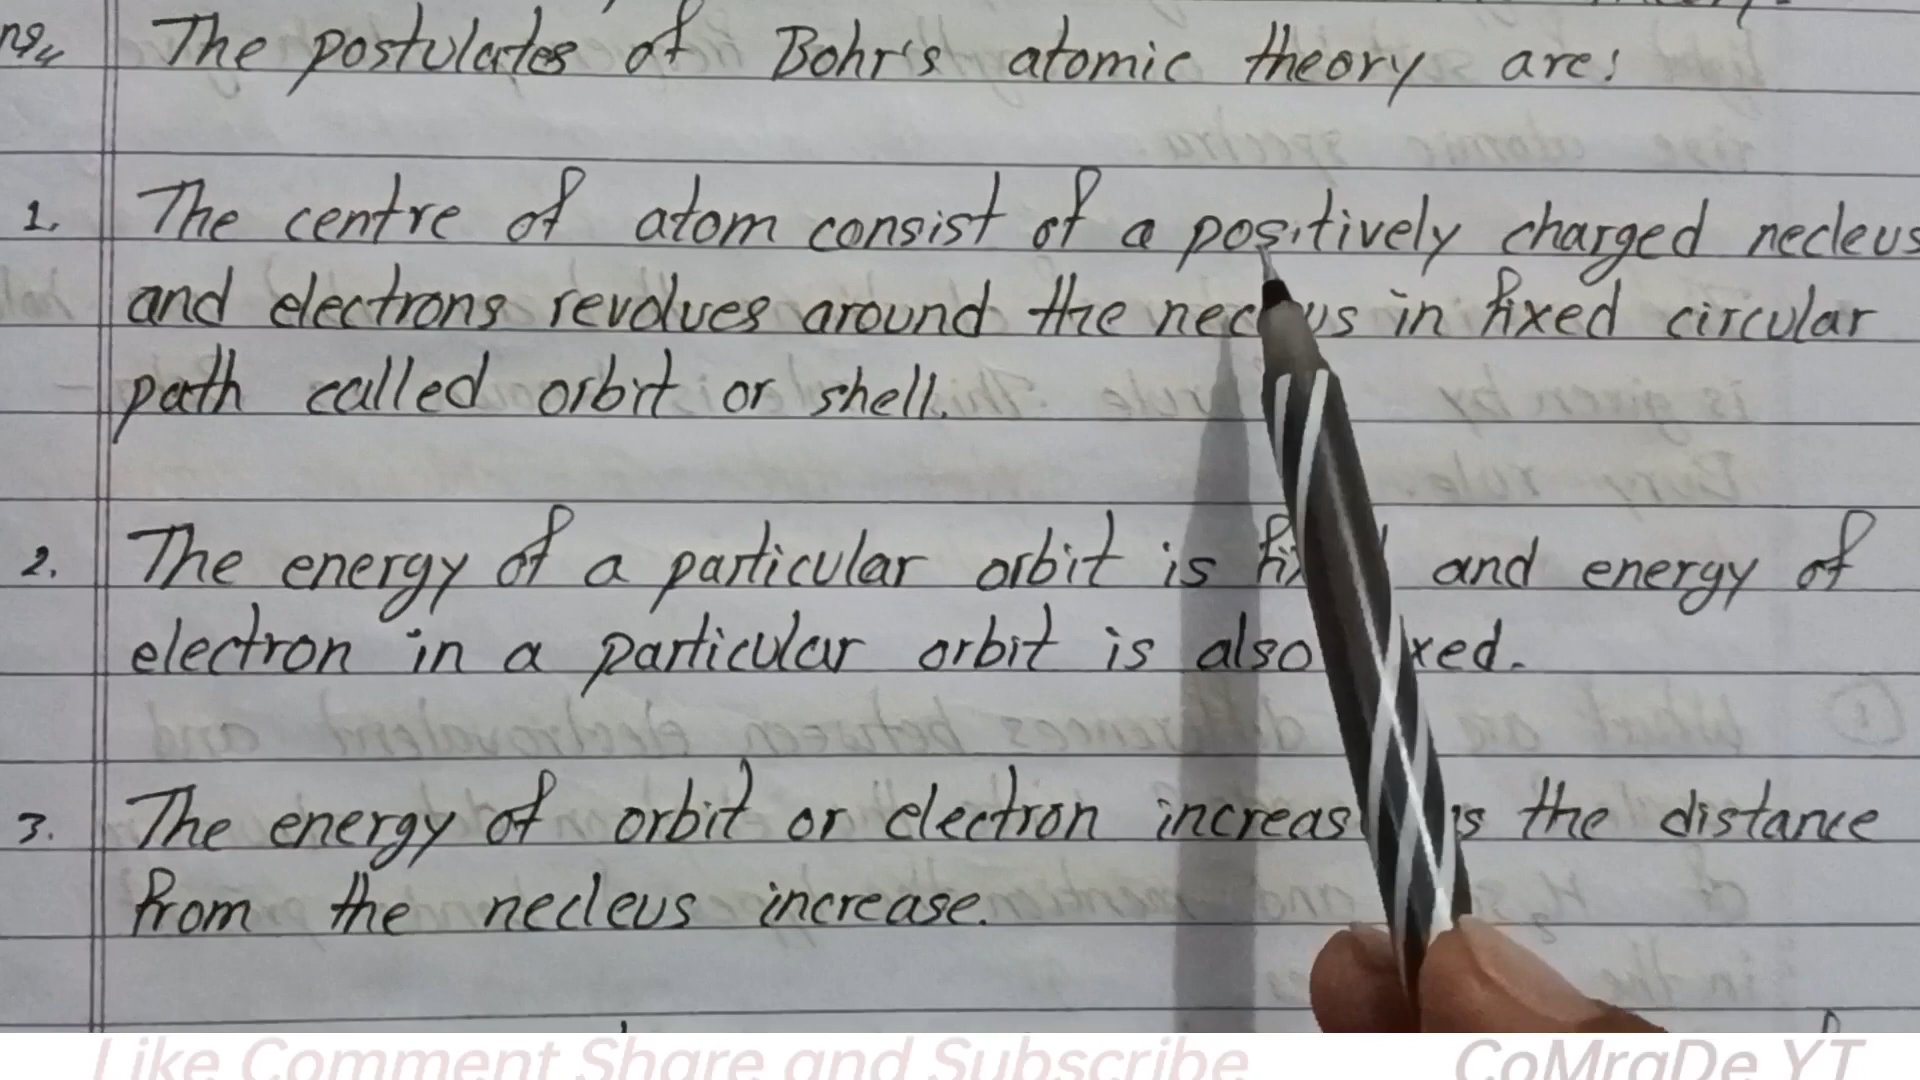 The postulates of Bohr's atomic theory are:
1. The centre of atom consist of a positively charged necleus
and electrons revolves around the in fixed circular
path called orbit or shell.
2. The energy of a particular orbit is and energy of
electron in a particular orbit is also
3. The energy of orbit or electron the distance
from the necleus increase.
Like Comment Share and Subscribe CoMraDe YT